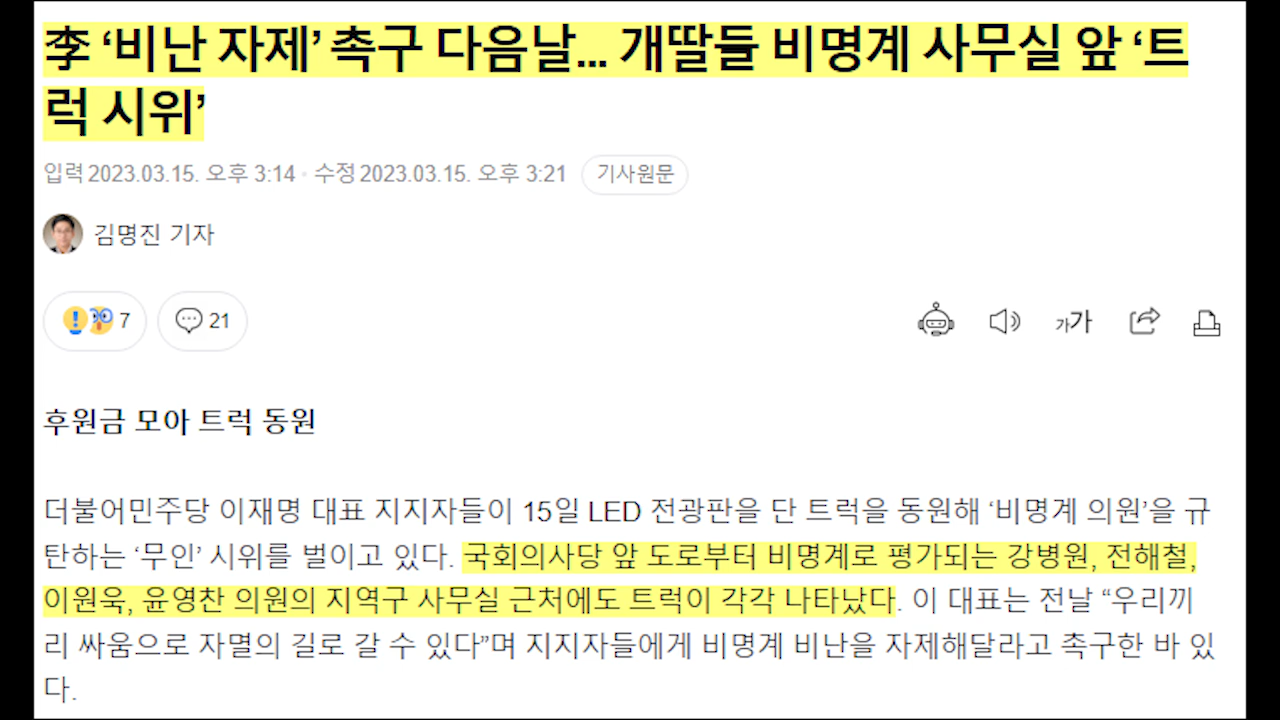 李 ‘비난 자제’ 촉구 다음날... 개딸들 비명계 사무실 앞 ‘트
럭 시위’
입력 2023.03.15. 오후 3:14 · 수정 2023.03.15. 오후 3:21 기사원문
김명진 기자
7 21 가가
후원금 모아 트럭 동원
더불어민주당 이재명 대표 지지자들이 15일 LED 전광판을 단 트럭을 동원해 ‘비명계 의원’을 규
탄하는 ‘무인’ 시위를 벌이고 있다. 국회의사당 앞 도로부터 비명계로 평가되는 강병원, 전해철,
이원욱, 윤영찬 의원의 지역구 사무실 근처에도 트럭이 각각 나타났다. 이 대표는 전날 “우리끼
리 싸움으로 자멸의 길로 갈 수 있다”며 지지자들에게 비명계 비난을 자제해달라고 촉구한 바 있
다.